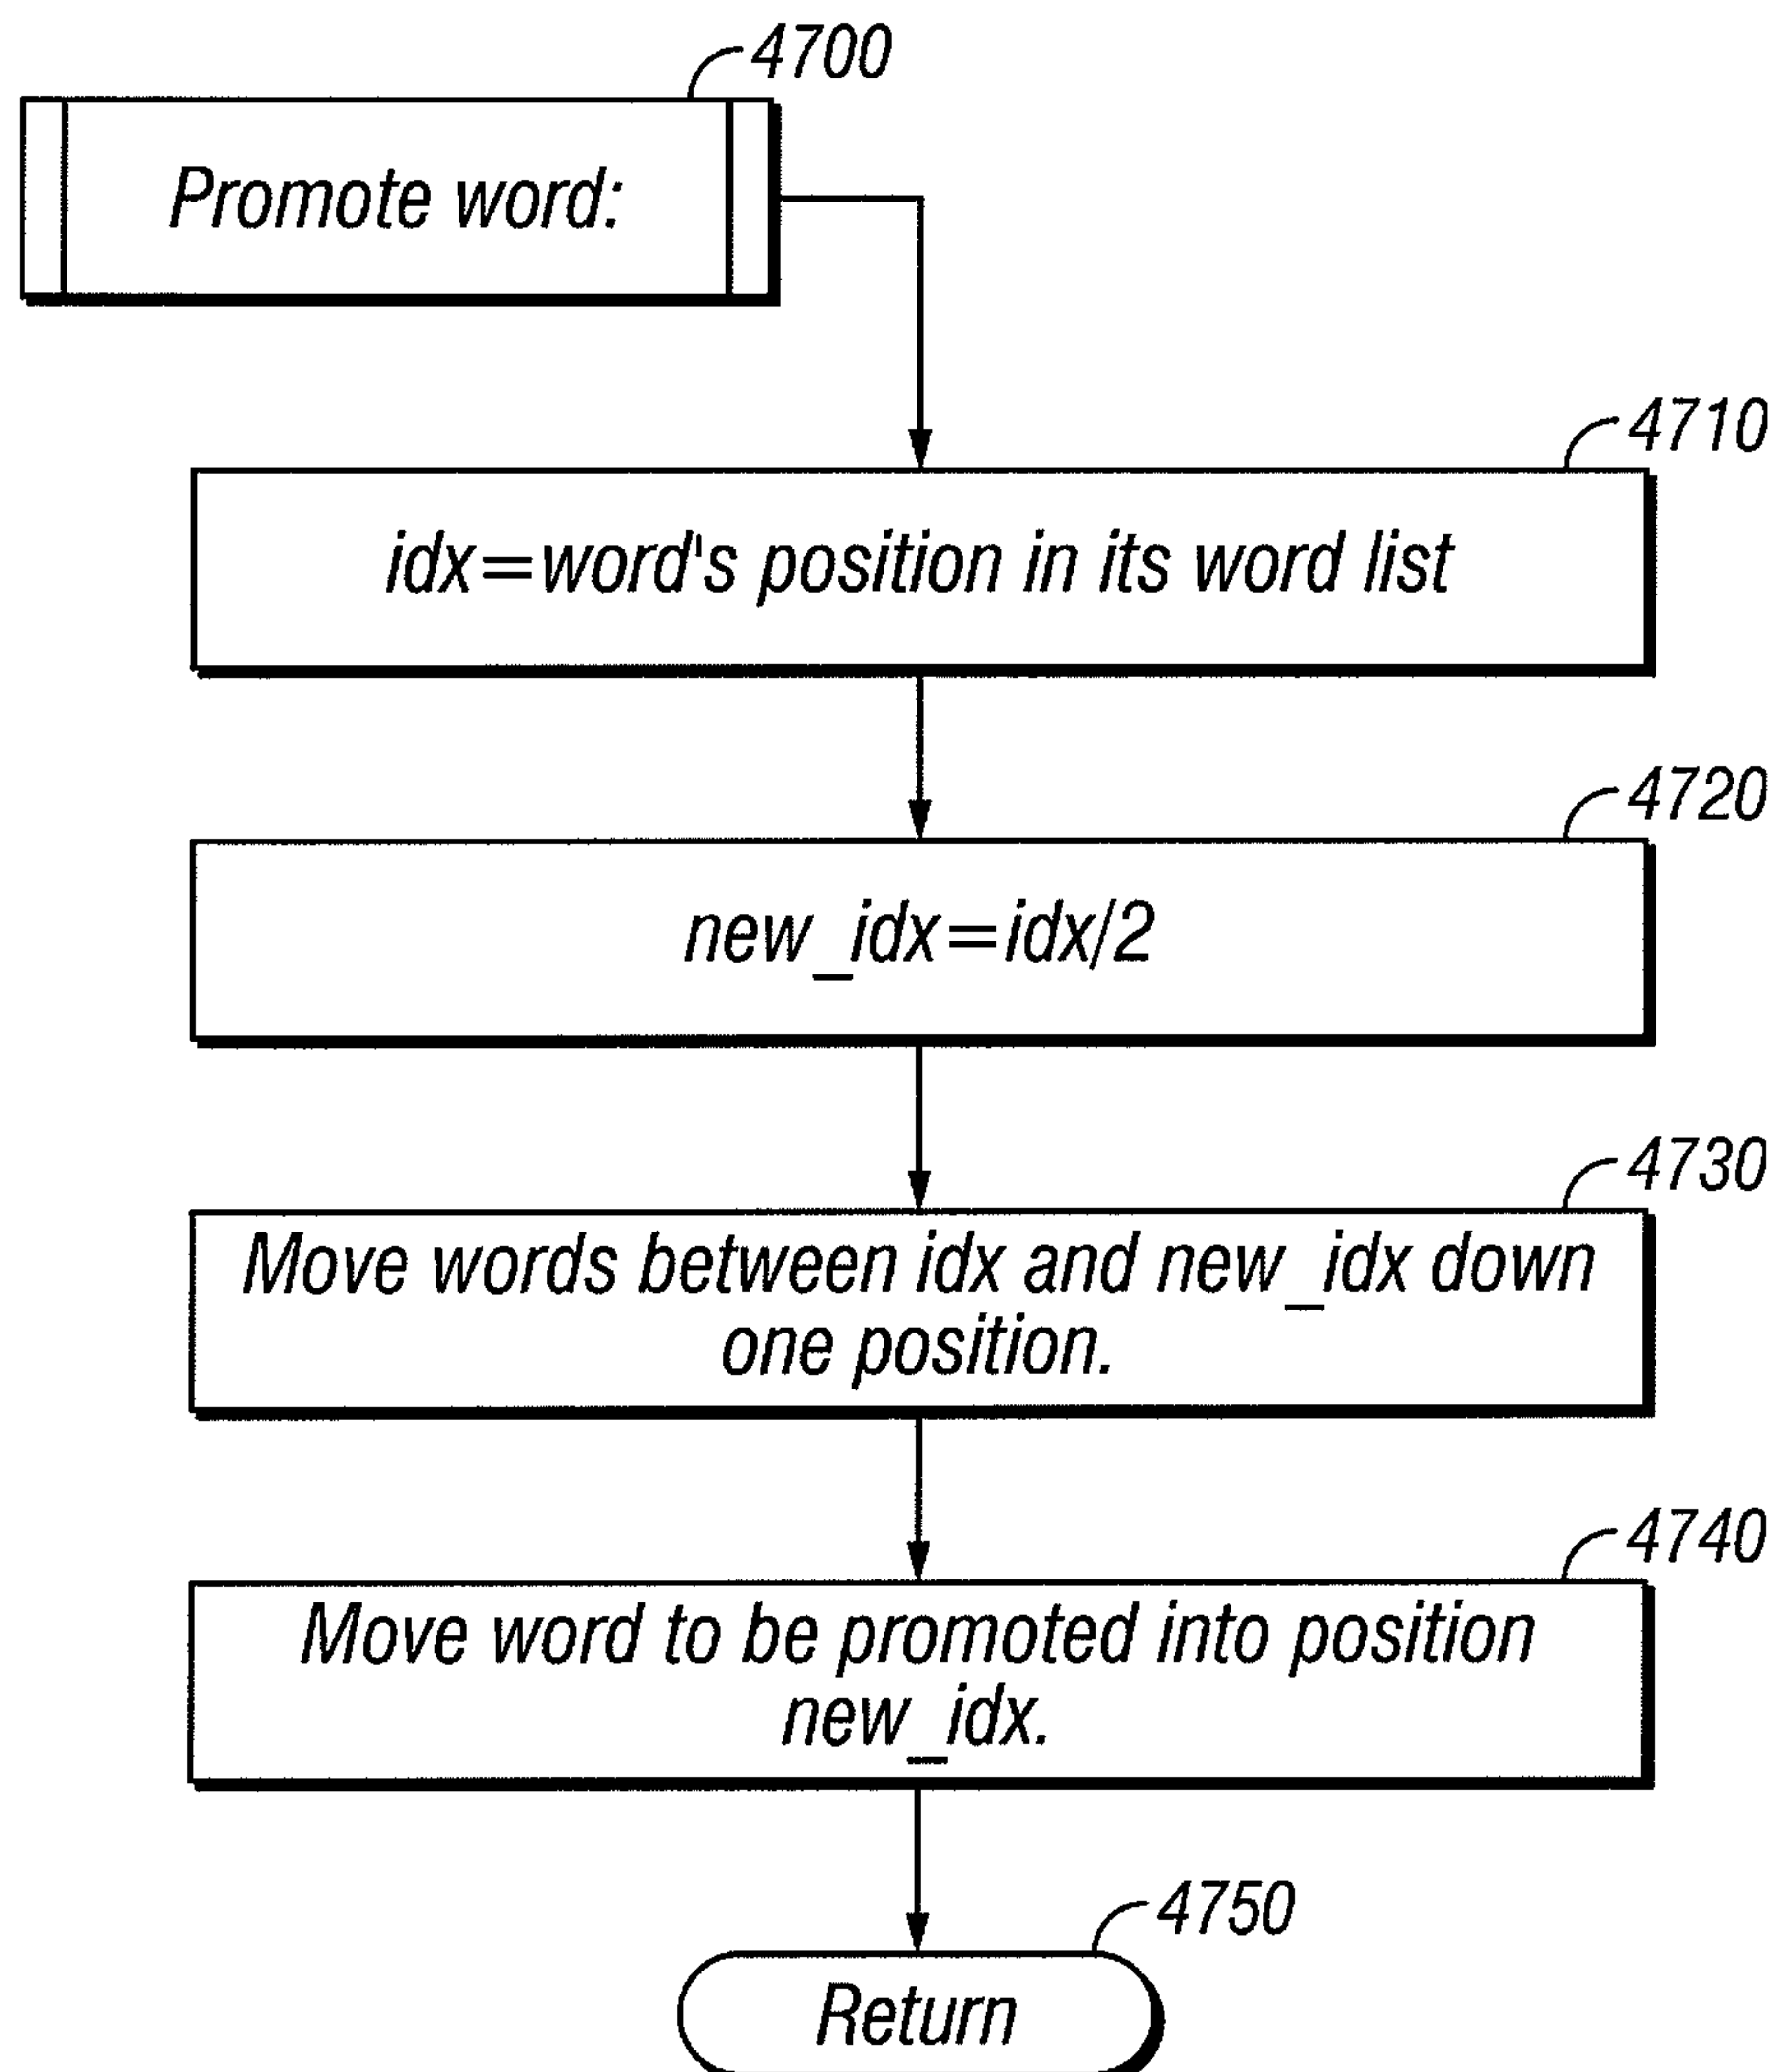 4700
Promote word:
4710
idx=word's position in its word list
4720
new_idx=idx/2
4730
Move words between idx and new_idx down
one position.
4740
Move word to be promoted into position
new_idx.
4750
Return